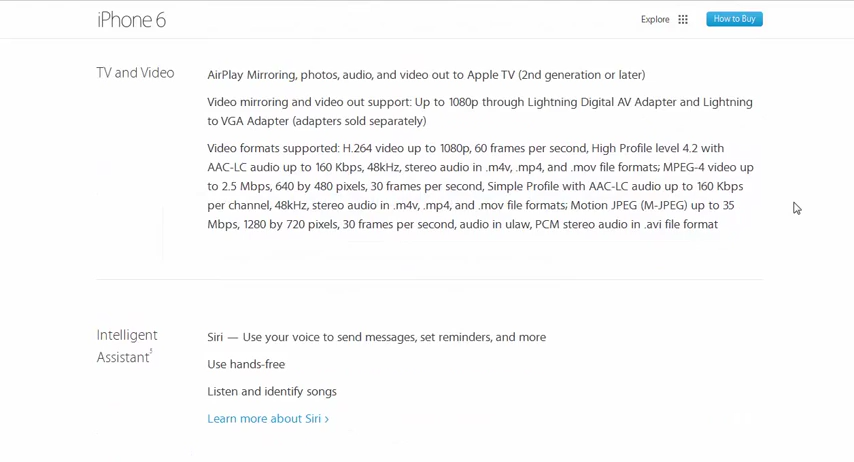 iPhone 6
Explore
How to Buy
TV and Video
AirPlay Mirroring, photos, audio, and video out to Apple TV (2nd generation or later)
Video mirroring and video out support: Up to 1080p through Lightning Digital AV Adapter and Lightning
to VGA Adapter (adapters sold separately)
Video formats supported: H.264 video up to 1080p, 60 frames per second, High Profile level 4.2 with
AAC-LC audio up to 160 Kbps, 48kHz, stereo audio in .m4v, .mp4, and .mov file formats; MPEG-4 video up
to 2.5 Mbps, 640 by 480 pixels, 30 frames per second, Simple Profile with AAC-LC audio up to 160 Kbps
per channel, 48kHz, stereo audio in .m4v, .mp4, and .mov file formats; Motion JPEG (M-JPEG) up to 35
Mbps, 1280 by 720 pixels, 30 frames per second, audio in ulaw, PCM stereo audio in .avi file format
Intelligent
Assistant
Siri — Use your voice to send messages, set reminders, and more
Use hands-free
Listen and identify songs
Learn more about Siri ›